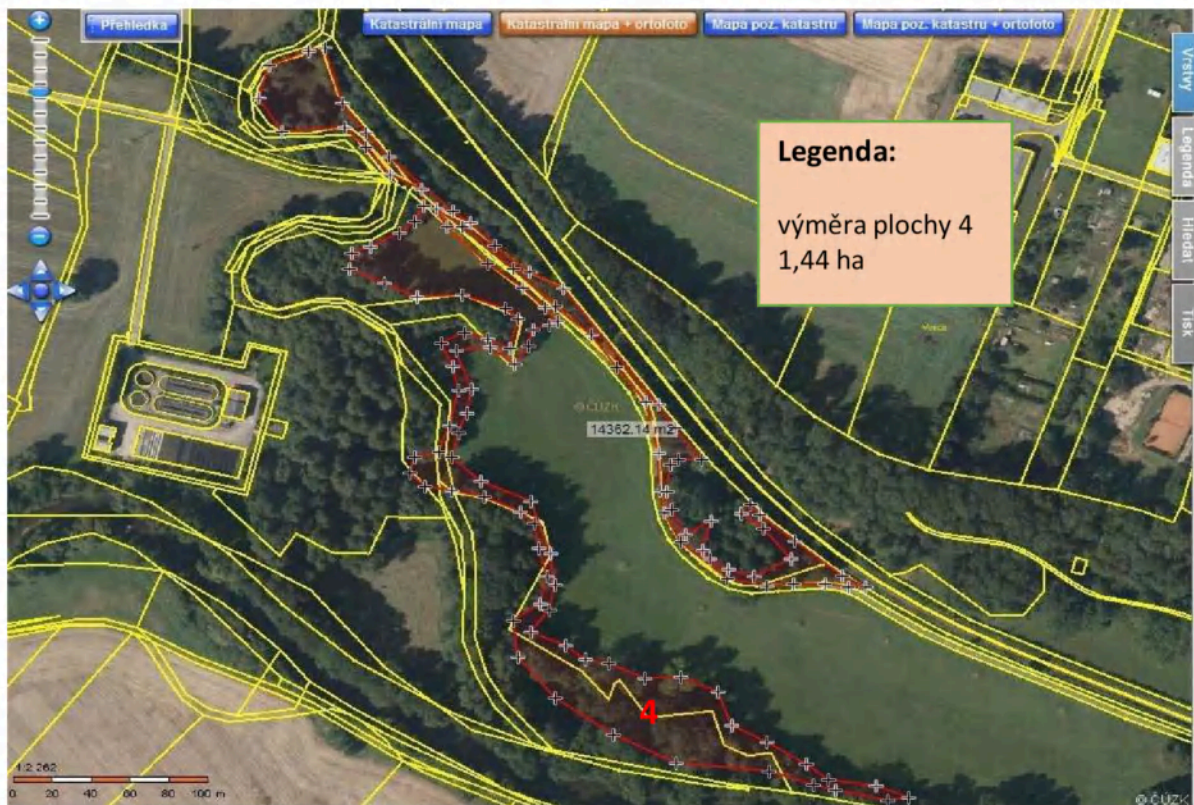 Přehledka
Katastrální mapa
Katastrální mapa + ortofoto
Mapa poz. katastru
Mapa poz. katastru + ortofoto
Vrstvy
Legenda
Hledat
Tisk
Legenda:
výměra plochy 4
1,44 ha
© ČÚZK
14362.14 m2
4
1:2 262
0 20 40 60 80 100 m
© ČÚZK